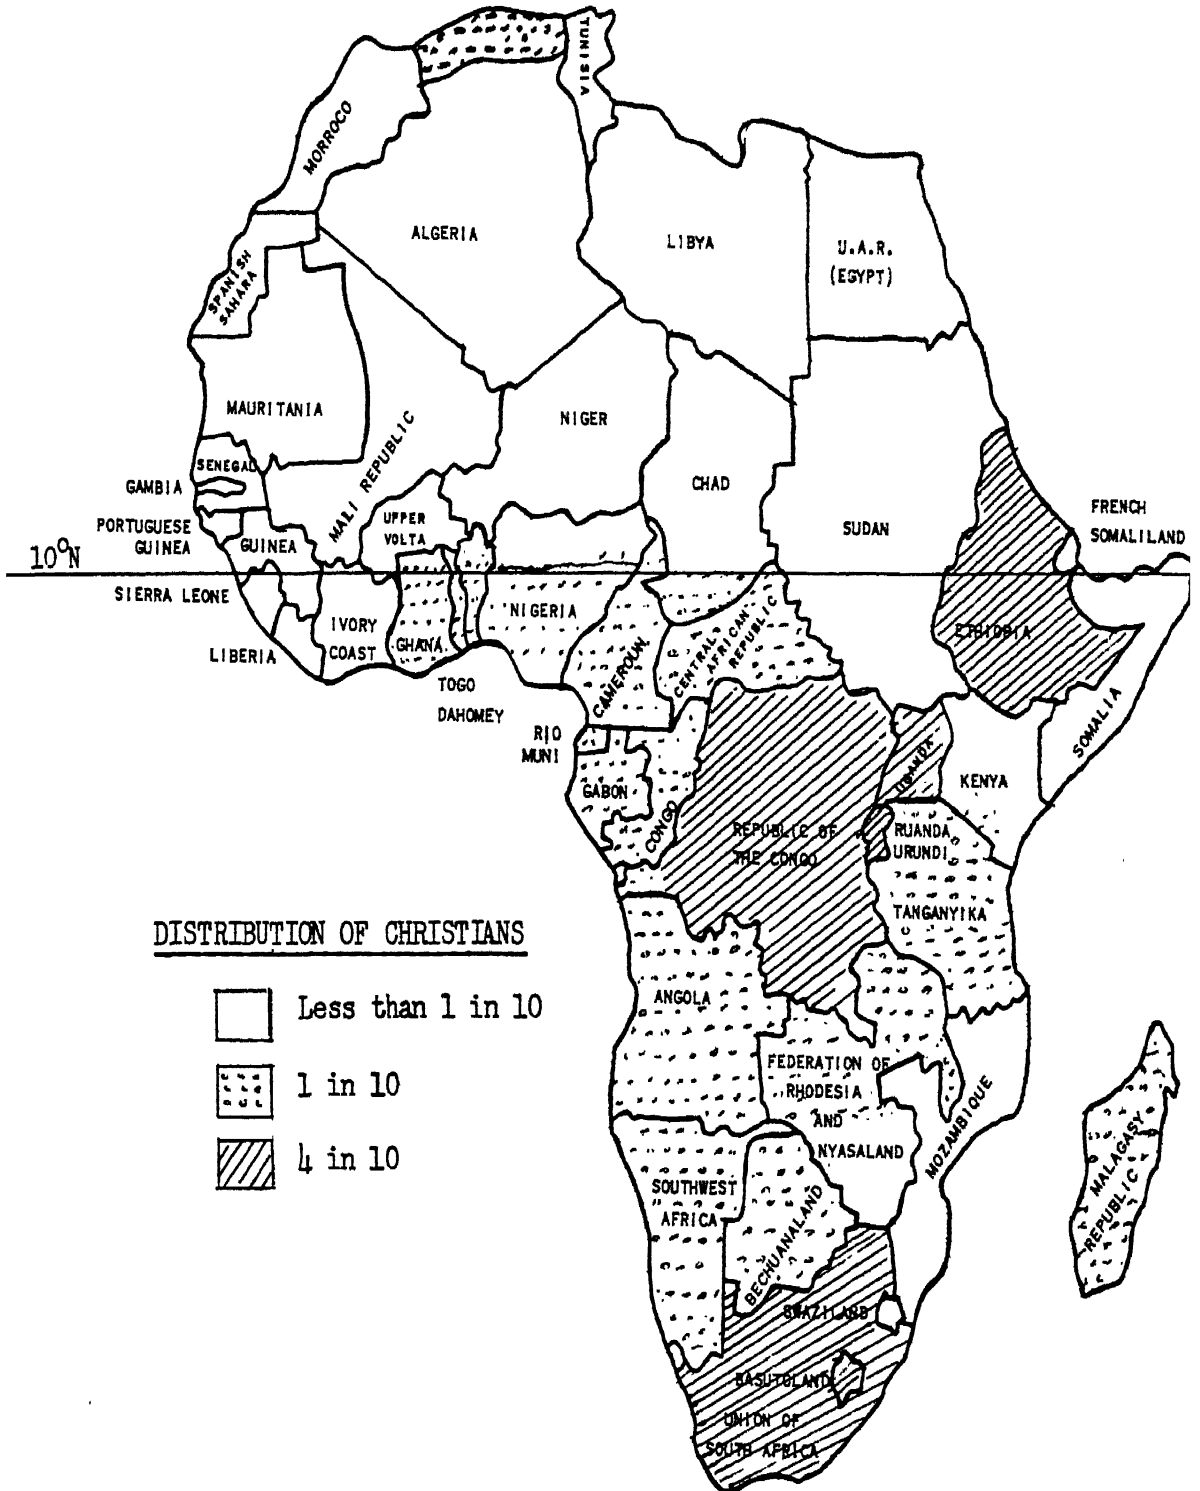 TUNISIA
MORROCO
ALGERIA
LIBYA
U.A.R.
(EGYPT)
SPANISH
SAHARA
MAURITANIA
MALI REPUBLIC
NIGER
CHAD
SUDAN
SENEGAL
GAMBIA
PORTUGUESE
GUINEA
GUINEA
UPPER
VOLTA
FRENCH
SOMALILAND
10°N
SIERRA LEONE
LIBERIA
IVORY
COAST
GHANA
TOGO
DAHOMEY
NIGERIA
CAMEROUN
CENTRAL
AFRICAN
REPUBLIC
ETHIOPIA
SOMALIA
RIO
MUNI
GABON
CONGO
REPUBLIC OF
THE CONGO
UGANDA
KENYA
RUANDA
URUNDI
TANGANYIKA
ANGOLA
FEDERATION OF
RHODESIA
AND
NYASALAND
MOZAMBIQUE
MALAGASY
REPUBLIC
SOUTHWEST
AFRICA
BECHUANALAND
SWAZILAND
BASUTOLAND
UNION OF
SOUTH AFRICA
DISTRIBUTION OF CHRISTIANS
Less than 1 in 10
1 in 10
4 in 10